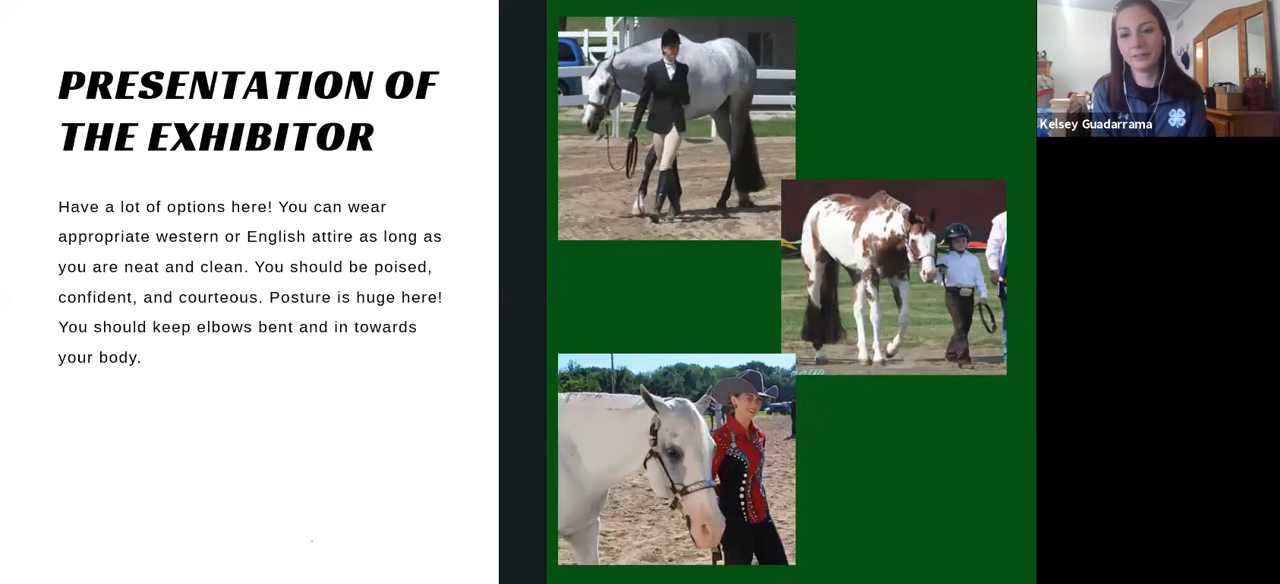 PRESENTATION OF
THE EXHIBITOR
Have a lot of options here! You can wear
appropriate western or English attire as long as
you are neat and clean. You should be poised,
confident, and courteous. Posture is huge here!
You should keep elbows bent and in towards
your body.
Kelsey Guadarrama